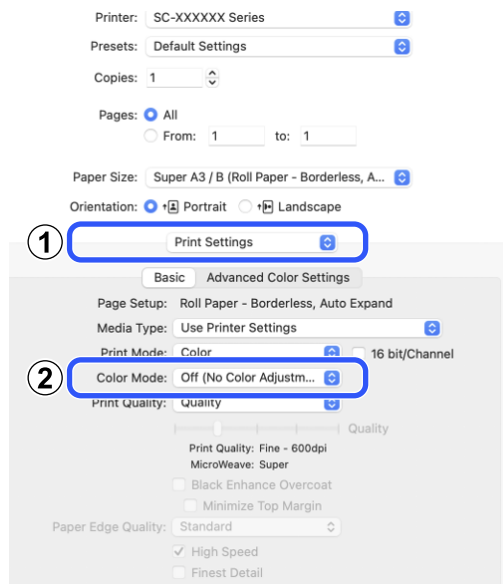 Printer: SC-XXXXXX Series
Presets: Default Settings
Copies: 1
Pages: All
From: 1 to: 1
Paper Size: Super A3 / B (Roll Paper - Borderless, A...
Orientation: Portrait Landscape
1 Print Settings
Basic Advanced Color Settings
Page Setup: Roll Paper - Borderless, Auto Expand
Media Type: Use Printer Settings
Print Mode: Color 16 bit/Channel
2 Color Mode: Off (No Color Adjustm...
Print Quality: Quality
Quality
Print Quality: Fine - 600dpi
MicroWeave: Super
Black Enhance Overcoat
Minimize Top Margin
Paper Edge Quality: Standard
High Speed
Finest Detail